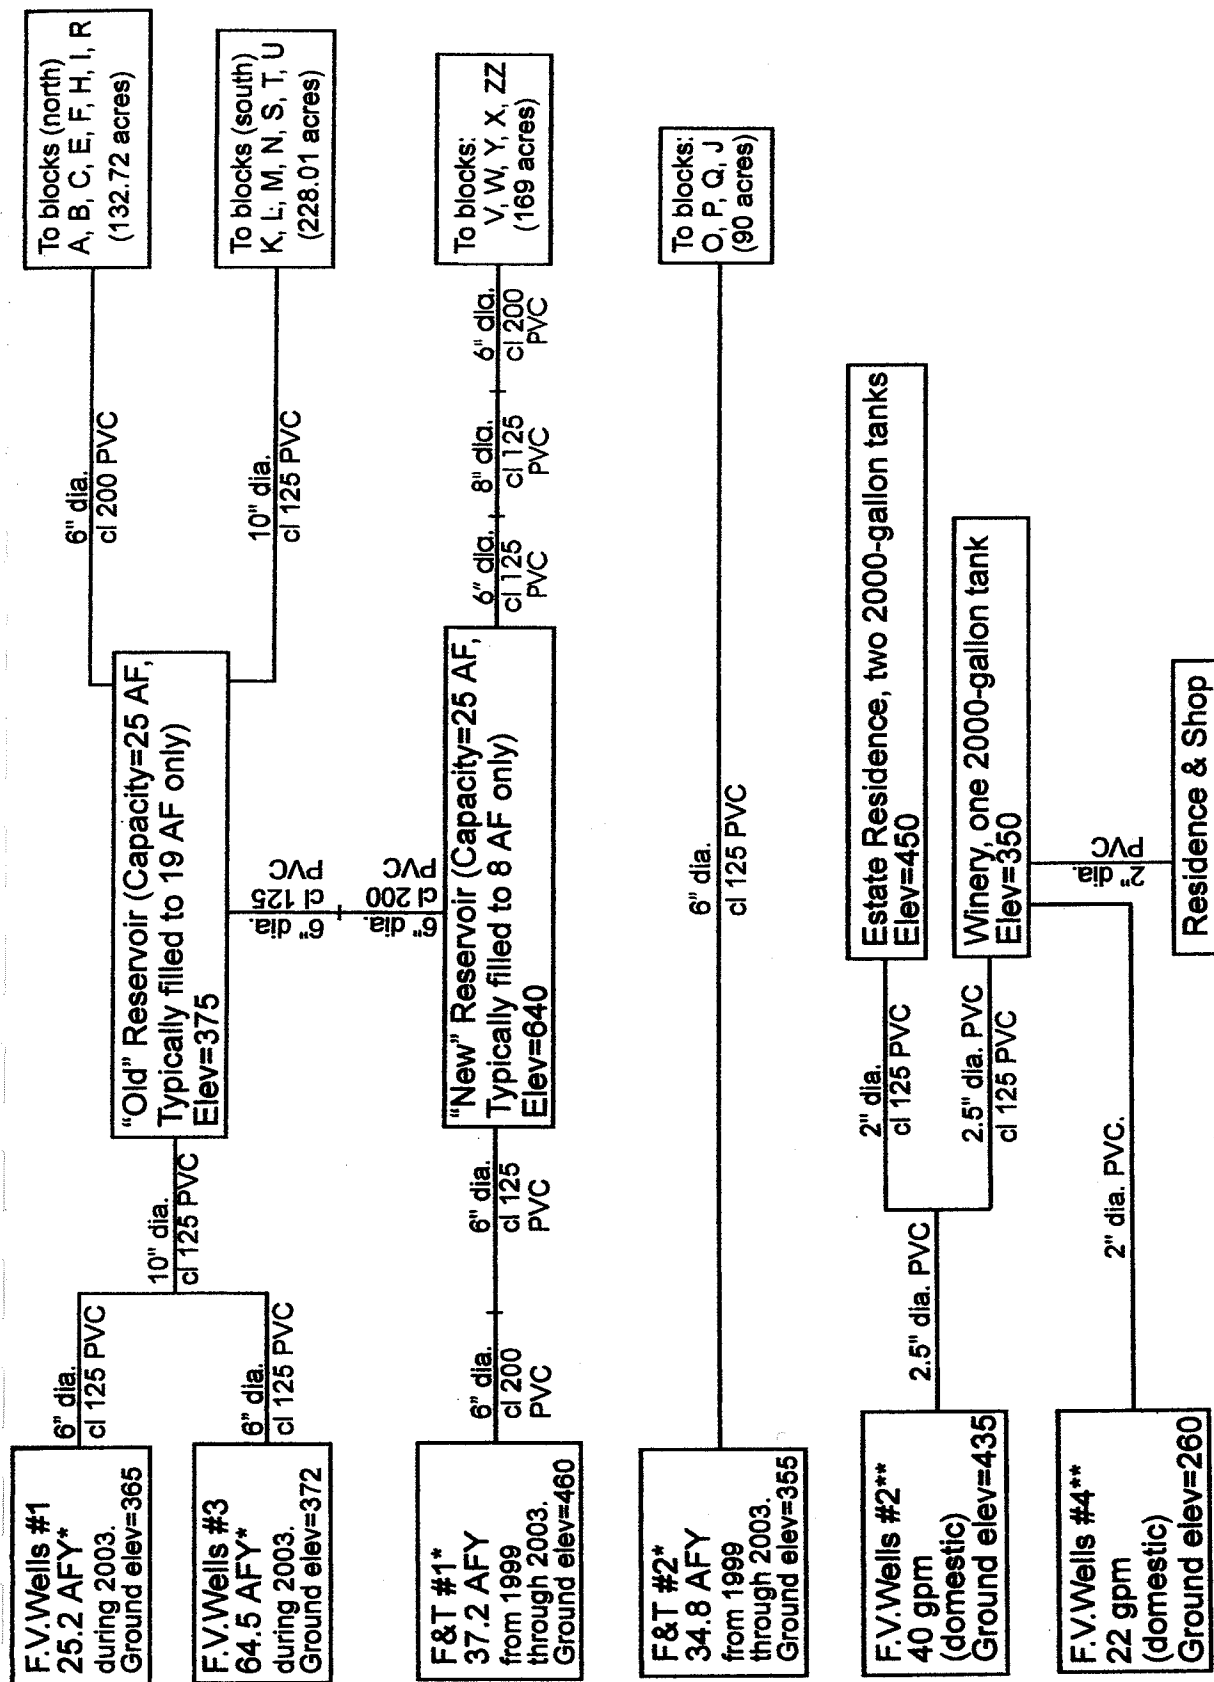 F.V.Wells #1
25.2 AFY*
during 2003.
Ground elev=365
6" dia.
cl 125 PVC
F.V.Wells #3
64.5 AFY*
during 2003.
Ground elev=372
6" dia.
cl 125 PVC
10" dia.
cl 125 PVC
"Old" Reservoir (Capacity=25 AF,
Typically filled to 19 AF only)
Elev=375
6" dia.
cl 200 PVC
To blocks (north)
A, B, C, E, F, H, I, R
(132.72 acres)
10" dia.
cl 125 PVC
To blocks (south)
K, L, M, N, S, T, U
(228.01 acres)
6" dia.
cl 125
PVC
6" dia.
cl 200
PVC
F&T #1*
37.2 AFY
from 1999
through 2003.
Ground elev=460
6" dia.
cl 200
PVC
6" dia.
cl 125
PVC
"New" Reservoir (Capacity=25 AF,
Typically filled to 8 AF only)
Elev=640
6" dia.
cl 125
PVC
8" dia.
cl 125
PVC
6" dia.
cl 200
PVC
To blocks:
V, W, Y, X, ZZ
(169 acres)
F&T #2*
34.8 AFY
from 1999
through 2003.
Ground elev=355
6" dia.
cl 125 PVC
To blocks:
O, P, Q, J
(90 acres)
F.V.Wells #2**
40 gpm
(domestic)
Ground elev=435
2.5" dia. PVC
2" dia.
cl 125 PVC
Estate Residence, two 2000-gallon tanks
Elev=450
2.5" dia. PVC
cl 125 PVC
Winery, one 2000-gallon tank
Elev=350
F.V.Wells #4**
22 gpm
(domestic)
Ground elev=260
2" dia. PVC.
2" dia.
PVC
Residence & Shop